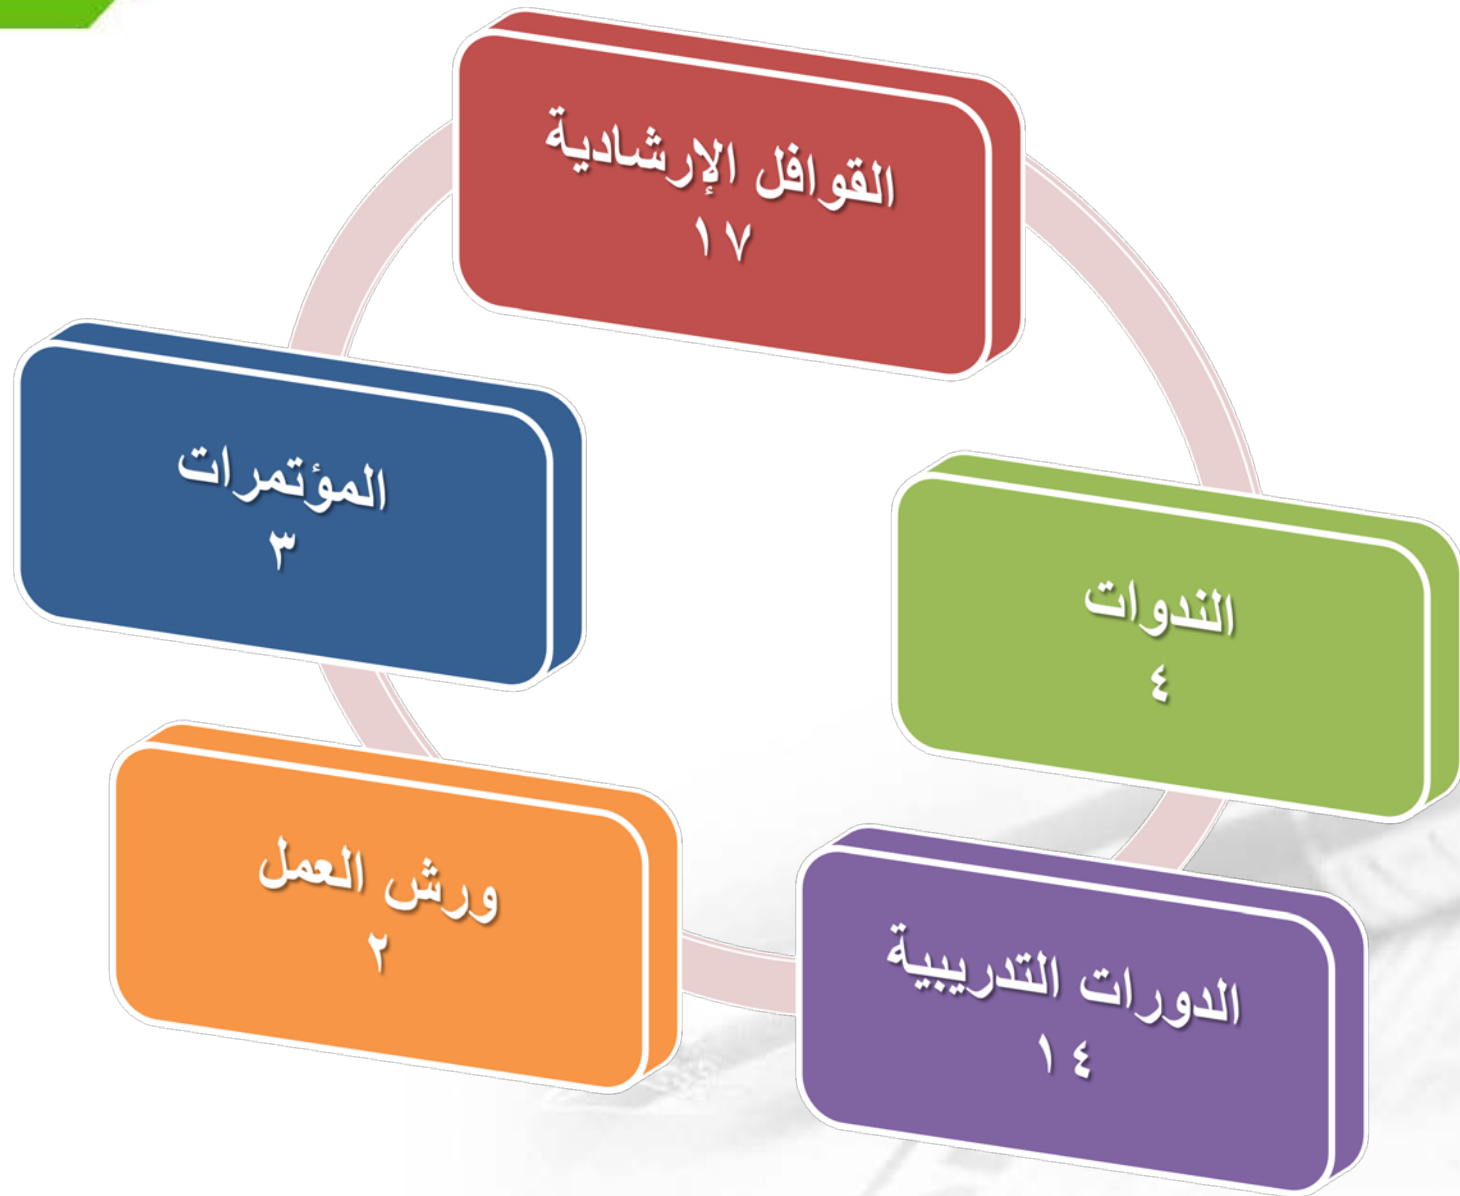 القوافل الإرشادية
١٧
الندوات
٤
الدورات التدريبية
١٤
ورش العمل
٢
المؤتمرات
٣